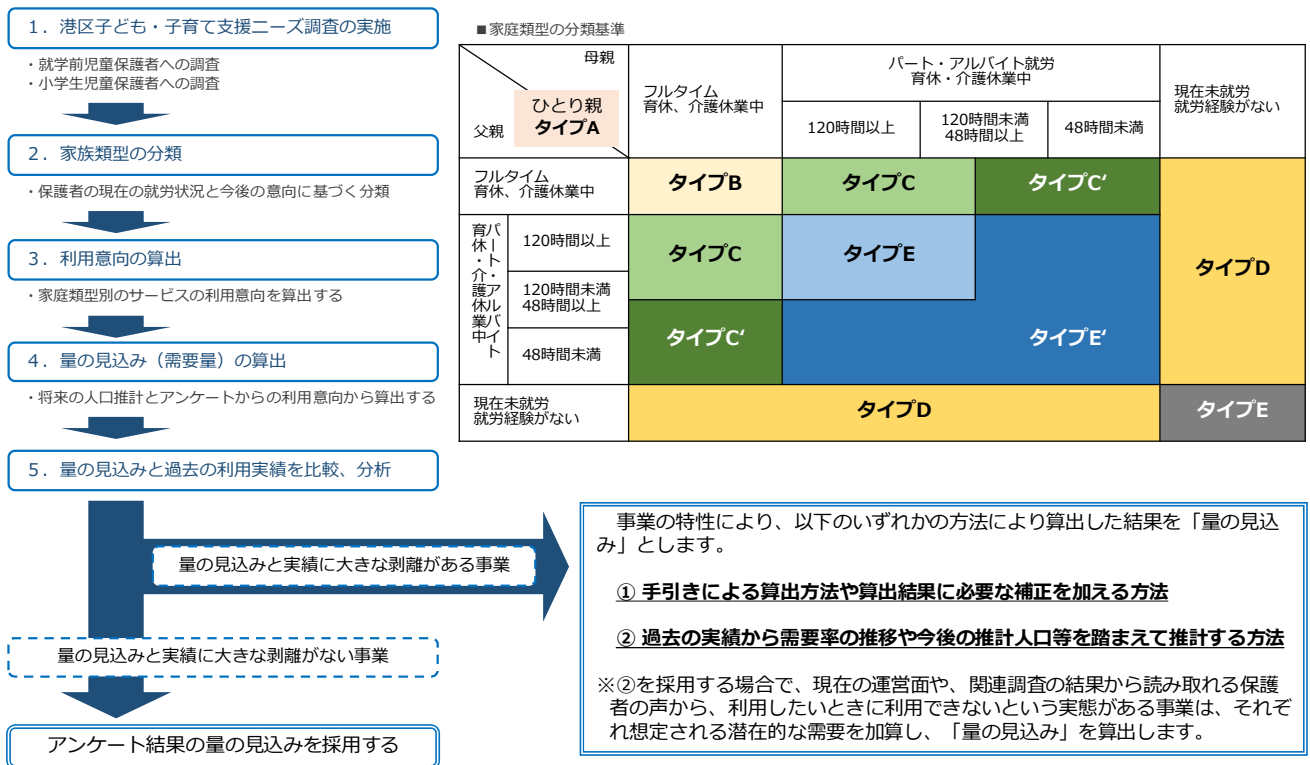 1．港区子ども・子育て支援ニーズ調査の実施
・就学前児童保護者への調査
・小学生児童保護者への調査
2．家族類型の分類
・保護者の現在の就労状況と今後の意向に基づく分類
3．利用意向の算出
・家庭類型別のサービスの利用意向を算出する
4．量の見込み（需要量）の算出
・将来の人口推計とアンケートからの利用意向から算出する
5．量の見込みと過去の利用実績を比較、分析
■家庭類型の分類基準
母親
ひとり親
タイプA
父親
フルタイム
育休、介護休業中
パート・アルバイト就労
育休・介護休業中
120時間以上
120時間未満
48時間以上
48時間未満
現在未就労
就労経験がない
フルタイム
育休、介護休業中
タイプB
タイプC
タイプC‘
タイプD
パート・アルバイト
育休・介護休業中
120時間以上
タイプC
タイプE
120時間未満
48時間以上
48時間未満
タイプC‘
タイプE‘
現在未就労
就労経験がない
タイプD
タイプE
量の見込みと実績に大きな剥離がある事業
量の見込みと実績に大きな剥離がない事業
アンケート結果の量の見込みを採用する
事業の特性により、以下のいずれかの方法により算出した結果を「量の見込
み」とします。
① 手引きによる算出方法や算出結果に必要な補正を加える方法
② 過去の実績から需要率の推移や今後の推計人口等を踏まえて推計する方法
※②を採用する場合で、現在の運営面や、関連調査の結果から読み取れる保護
者の声から、利用したいときに利用できないという実態がある事業は、それぞ
れ想定される潜在的な需要を加算し、「量の見込み」を算出します。